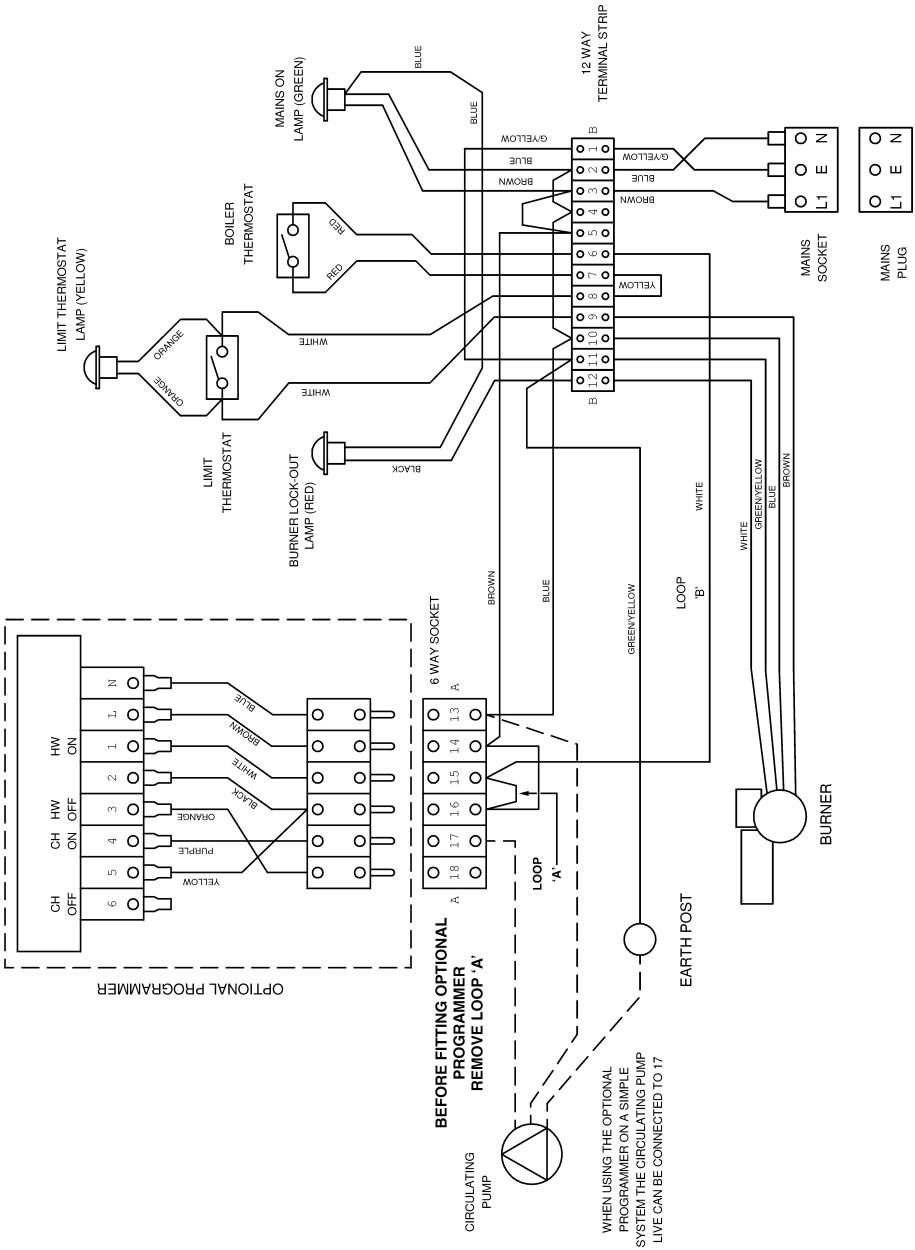 LIMIT THERMOSTAT
LAMP (YELLOW)
ORANGE
ORANGE
LIMIT
THERMOSTAT
WHITE
WHITE
BOILER
THERMOSTAT
RED
RED
MAINS ON
LAMP (GREEN)
BLUE
BLUE
BURNER LOCK-OUT
LAMP (RED)
BLACK
12 WAY
TERMINAL STRIP
G/YELLOW
BLUE
BROWN
B
1
2
3
4
5
6
7
8
9
10
11
12
B
G/YELLOW
BLUE
BROWN
YELLOW
N
E
L1
MAINS
SOCKET
N
E
L1
MAINS
PLUG
BROWN
BLUE
GREEN/YELLOW
WHITE
LOOP
'B'
WHITE
GREEN/YELLOW
BLUE
BROWN
BURNER
HW
ON
HW
OFF
CH
ON
CH
OFF
N
L
1
2
3
4
5
6
BLUE
BROWN
WHITE
BLACK
ORANGE
PURPLE
YELLOW
OPTIONAL PROGRAMMER
6 WAY SOCKET
A
13
14
15
16
17
18
A
LOOP
'A'
BEFORE FITTING OPTIONAL
PROGRAMMER
REMOVE LOOP 'A'
EARTH POST
CIRCULATING
PUMP
WHEN USING THE OPTIONAL
PROGRAMMER ON A SIMPLE
SYSTEM THE CIRCULATING PUMP
LIVE CAN BE CONNECTED TO 17